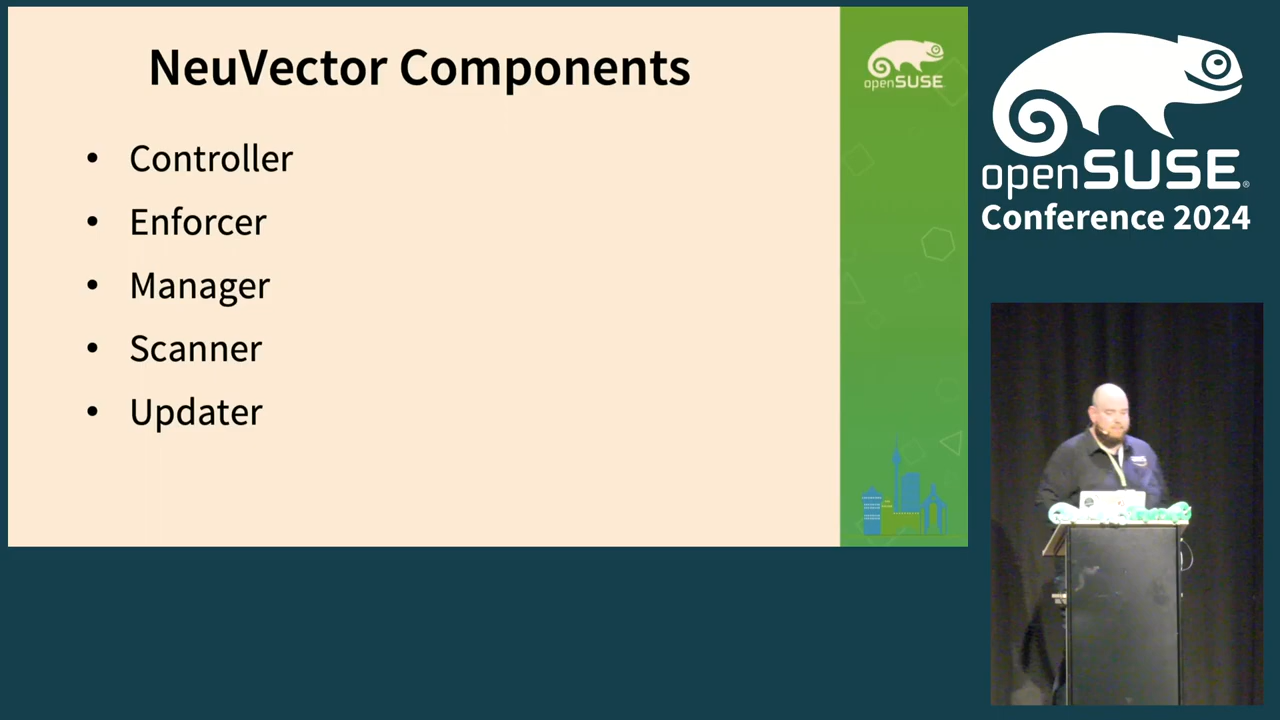 NeuVector Components
• Controller
• Enforcer
• Manager
• Scanner
• Updater
openSUSE
openSUSE®
Conference 2024